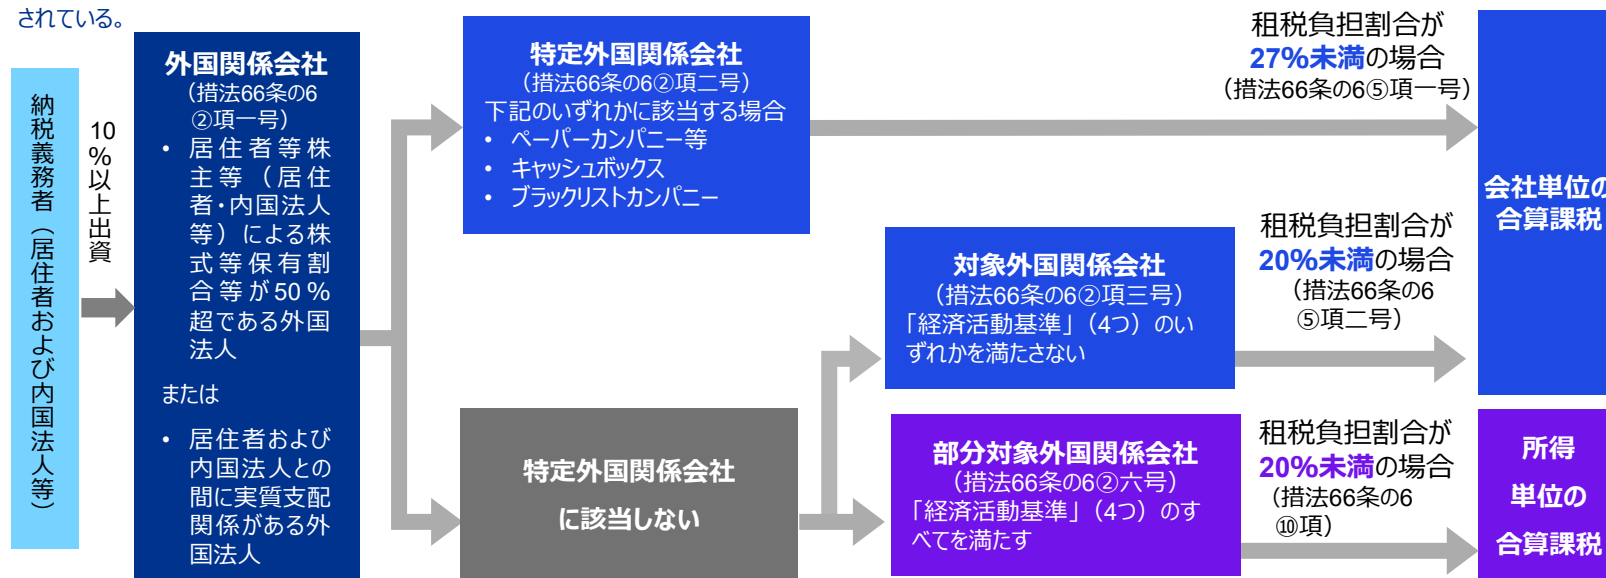 されている。
納税義務者（居住者および内国法人等）
10%以上出資
外国関係会社
（措法66条の6
②項一号）
• 居住者等株
主等（居住
者・内国法人
等）による株
式等保有割
合等が50％
超である外国
法人
または
• 居住者および
内国法人との
間に実質支配
関係がある外
国法人
特定外国関係会社
（措法66条の6②項二号）
下記のいずれかに該当する場合
• ペーパーカンパニー等
• キャッシュボックス
• ブラックリストカンパニー
特定外国関係会社
に該当しない
対象外国関係会社
（措法66条の6②項三号）
「経済活動基準」（4つ）のい
ずれかを満たさない
部分対象外国関係会社
（措法66条の6②六号）
「経済活動基準」（4つ）のす
べてを満たす
租税負担割合が
27%未満の場合
（措法66条の6⑤項一号）
租税負担割合が
20%未満の場合
（措法66条の6
⑤項二号）
租税負担割合が
20%未満の場合
（措法66条の6
⑩項）
会社単位の
合算課税
所得
単位の
合算課税